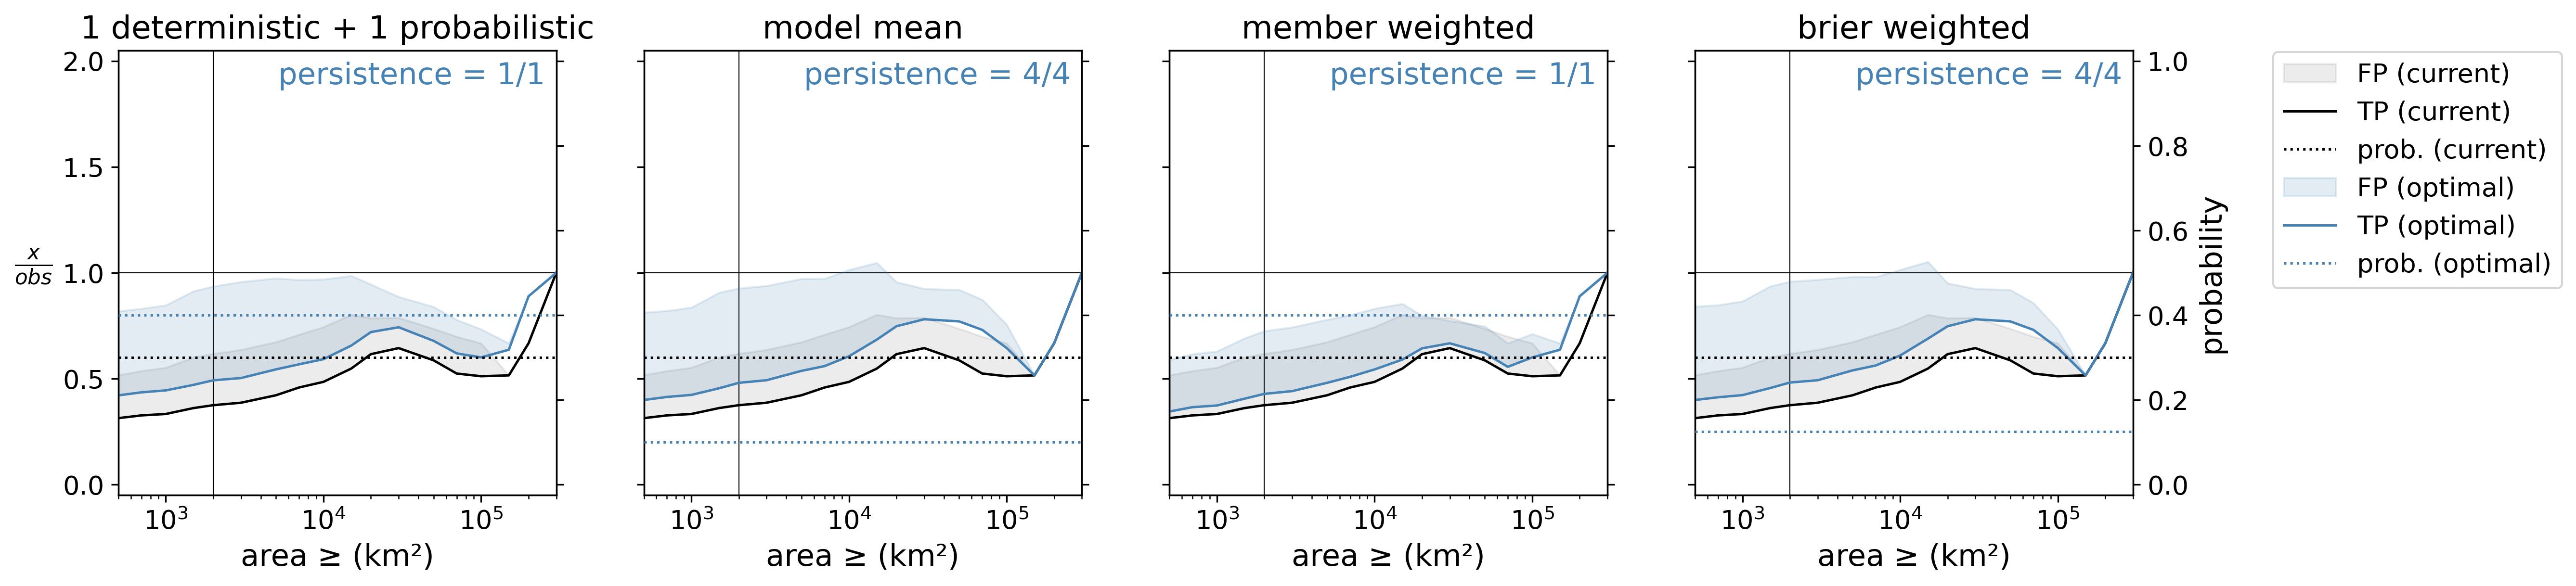 1 deterministic + 1 probabilistic
model mean
member weighted
brier weighted
persistence = 1/1
persistence = 4/4
persistence = 1/1
persistence = 4/4
2.0
1.5
x/obs
1.0
0.5
0.0
10³ 10⁴ 10⁵
10³ 10⁴ 10⁵
10³ 10⁴ 10⁵
10³ 10⁴ 10⁵
area ≥ (km²)
area ≥ (km²)
area ≥ (km²)
area ≥ (km²)
1.0
0.8
0.6
0.4
0.2
0.0
probability
FP (current)
TP (current)
prob. (current)
FP (optimal)
TP (optimal)
prob. (optimal)